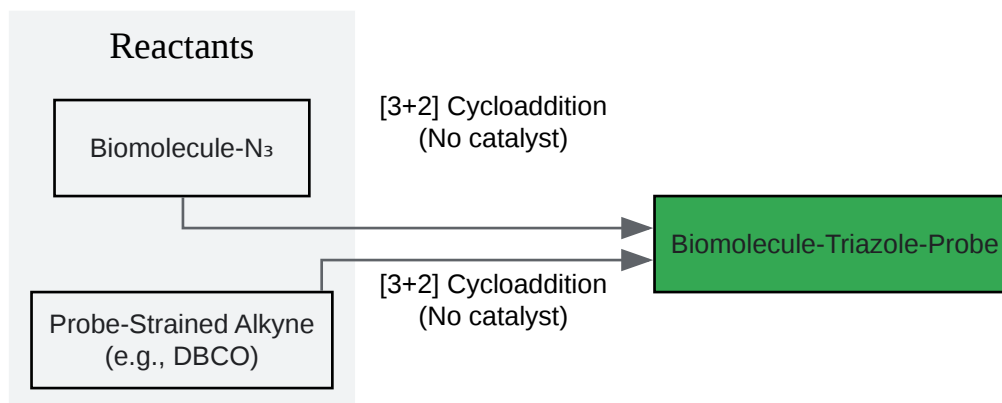 Reactants
[3+2] Cycloaddition
(No catalyst)
Biomolecule-N₃
Biomolecule-Triazole-Probe
[3+2] Cycloaddition
(No catalyst)
Probe-Strained Alkyne
(e.g., DBCO)